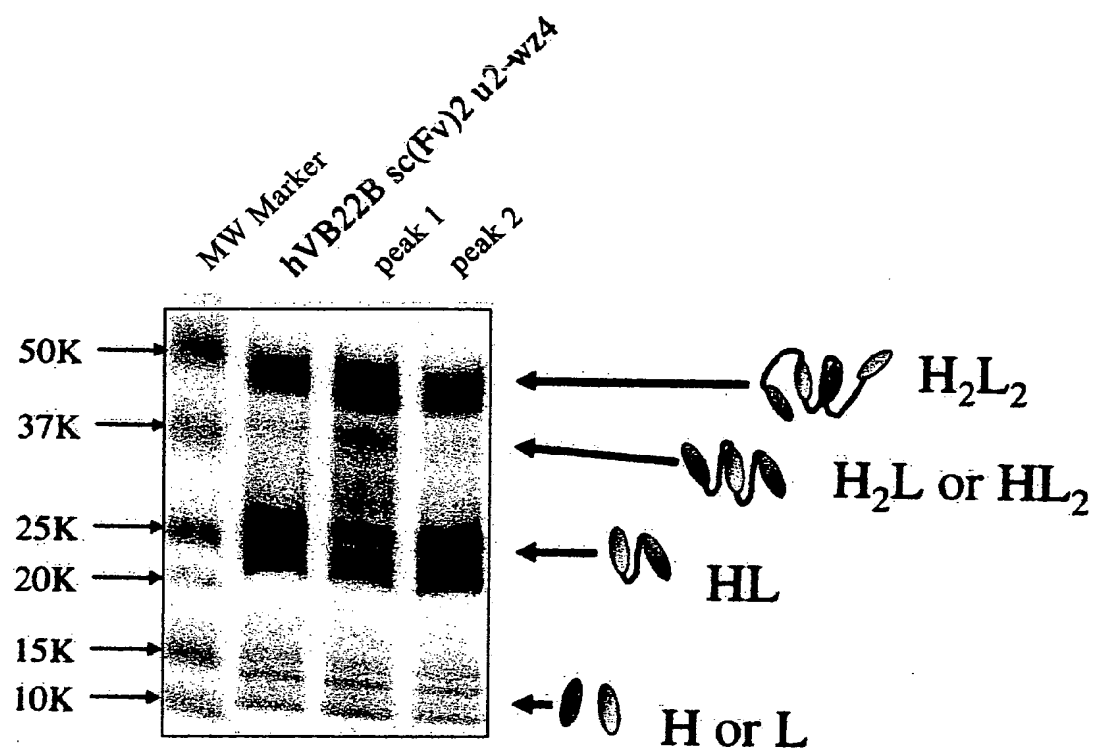 MW Marker
hVB22B sc(Fv)2 u2-wz4
peak 1
peak 2
50K
37K
25K
20K
15K
10K
H₂L₂
H₂L or HL₂
HL
H or L